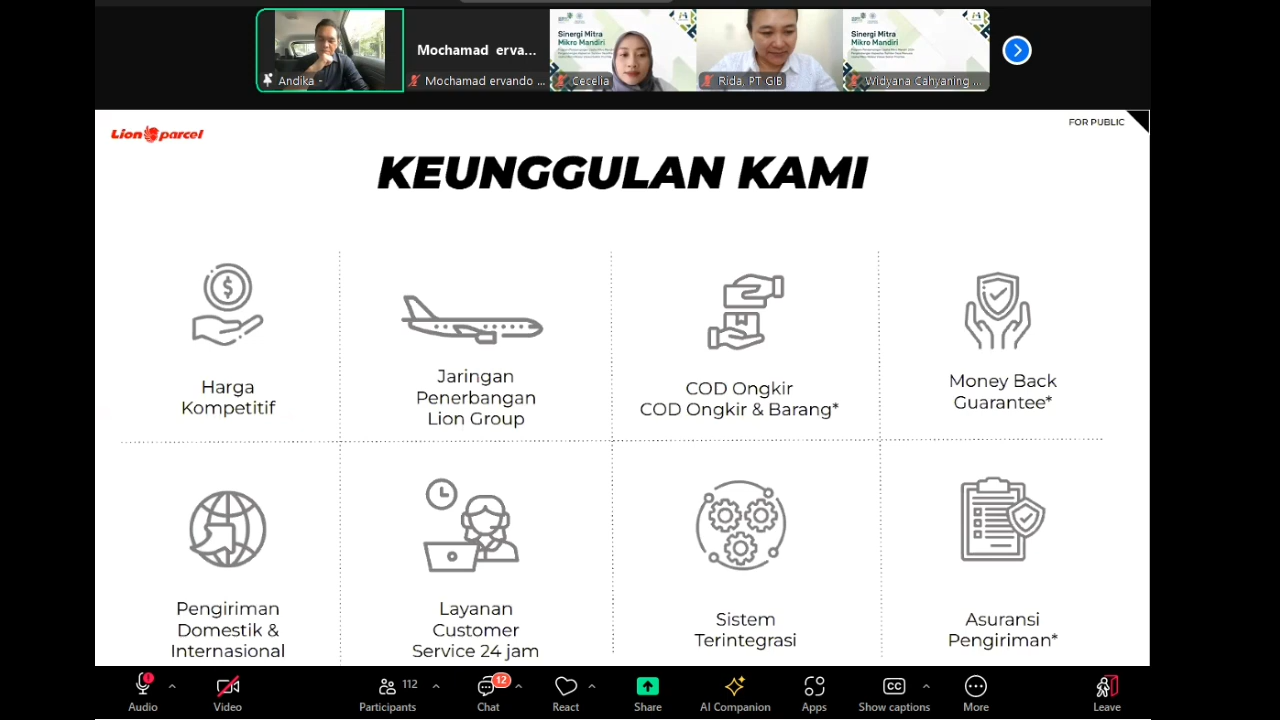 Mochamad erva...
Sinergi Mitra
Mikro Mandiri
Sinergi Mitra
Mikro Mandiri
Andika -
Mochamad ervando ...
Cecelia
Rida, PT GIB
Widyana Cahyaning ...
Lion parcel
FOR PUBLIC
KEUNGGULAN KAMI
Harga
Kompetitif
Jaringan
Penerbangan
Lion Group
COD Ongkir
COD Ongkir & Barang*
Money Back
Guarantee*
Pengiriman
Domestik &
Internasional
Layanan
Customer
Service 24 jam
Sistem
Terintegrasi
Asuransi
Pengiriman*
Audio
Video
112
Participants
12
Chat
React
Share
AI Companion
Apps
CC
Show captions
More
Leave